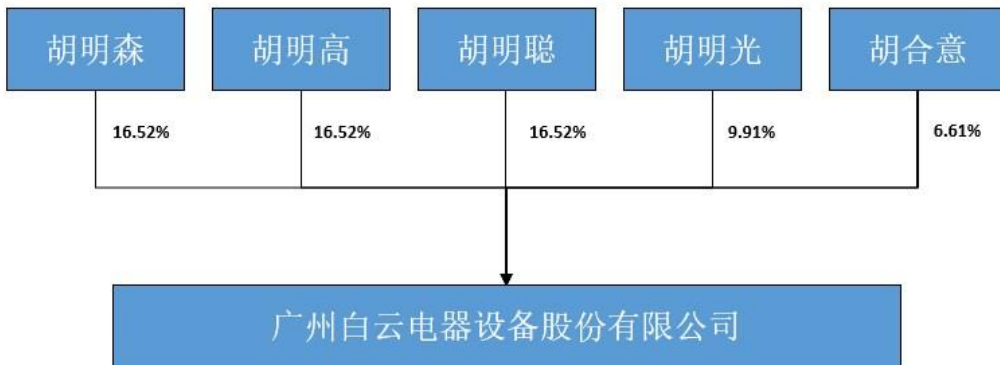 胡明森
胡明高
胡明聪
胡明光
胡合意
16.52%
16.52%
16.52%
9.91%
6.61%
广州白云电器设备股份有限公司